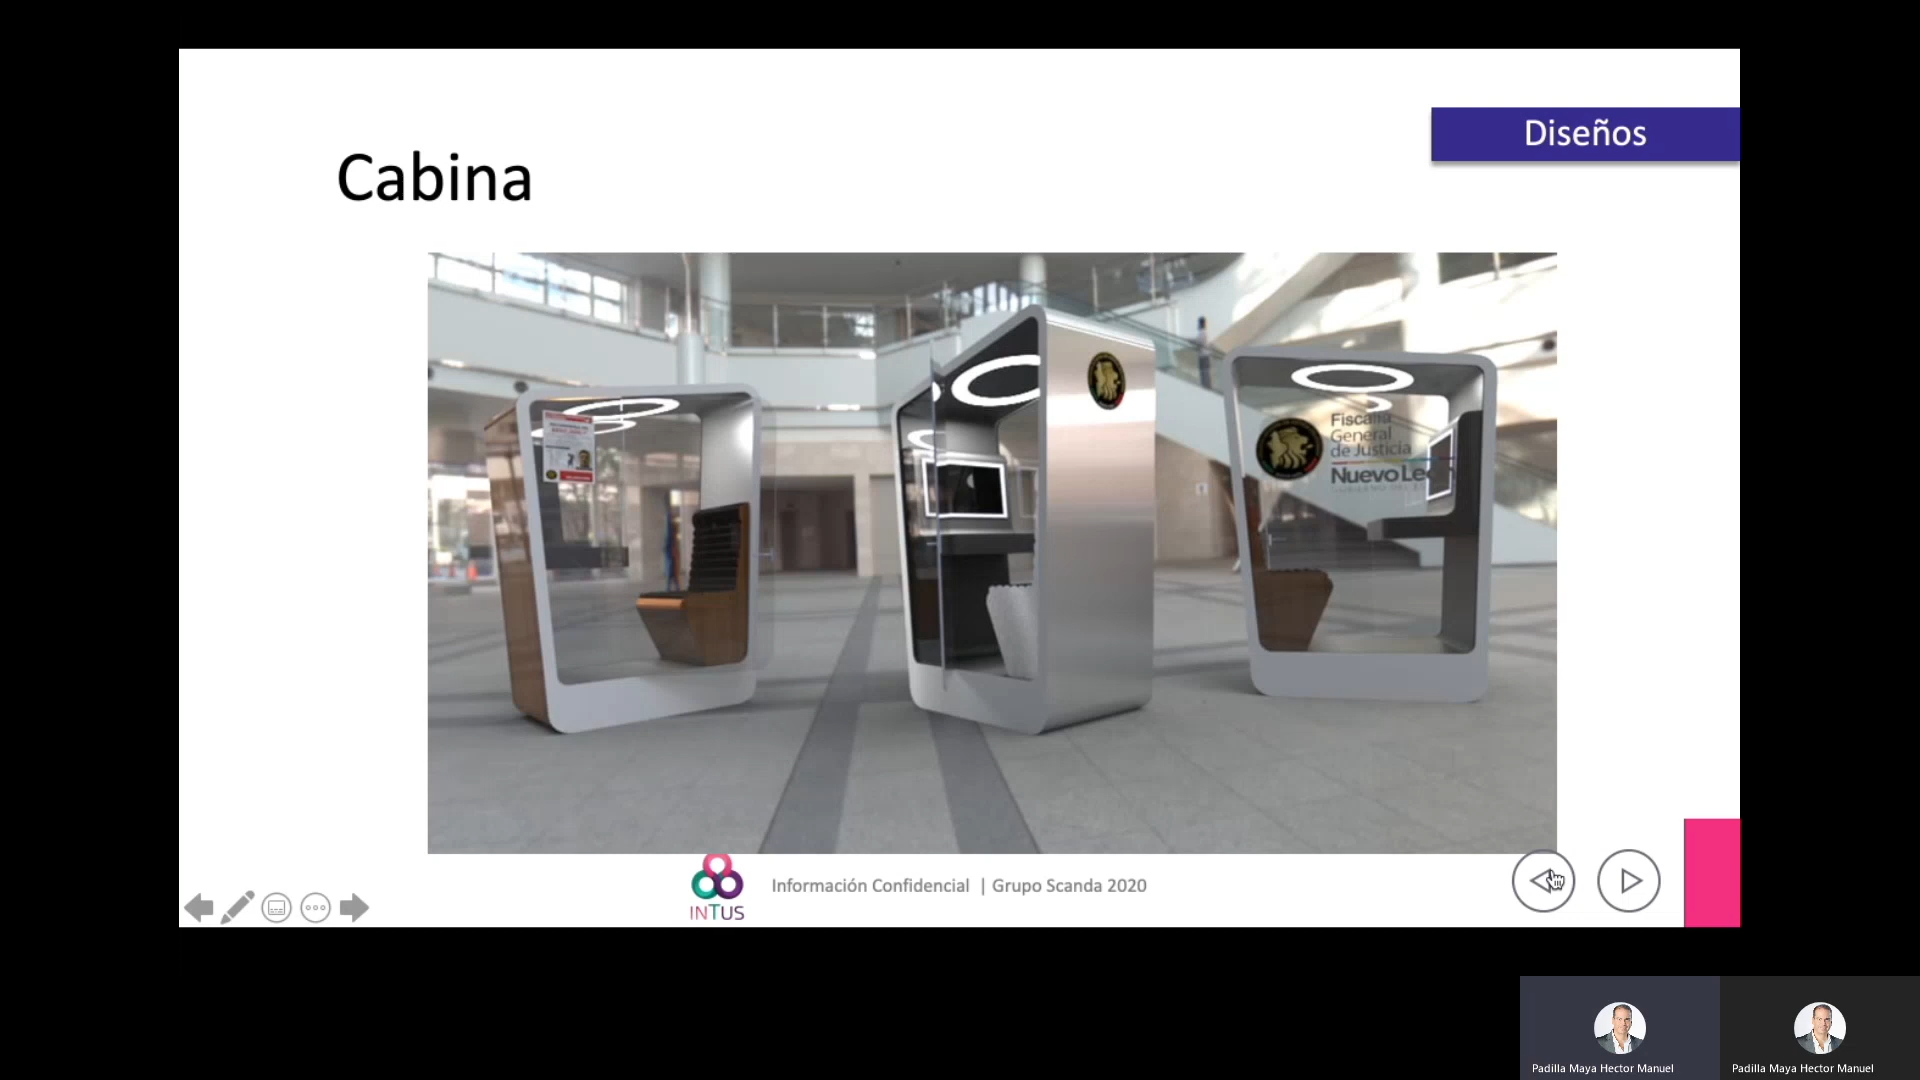 Diseños
Cabina
Fiscalía
General
de Justicia
Nuevo León
INTUS
Información Confidencial | Grupo Scanda 2020
Padilla Maya Hector Manuel
Padilla Maya Hector Manuel